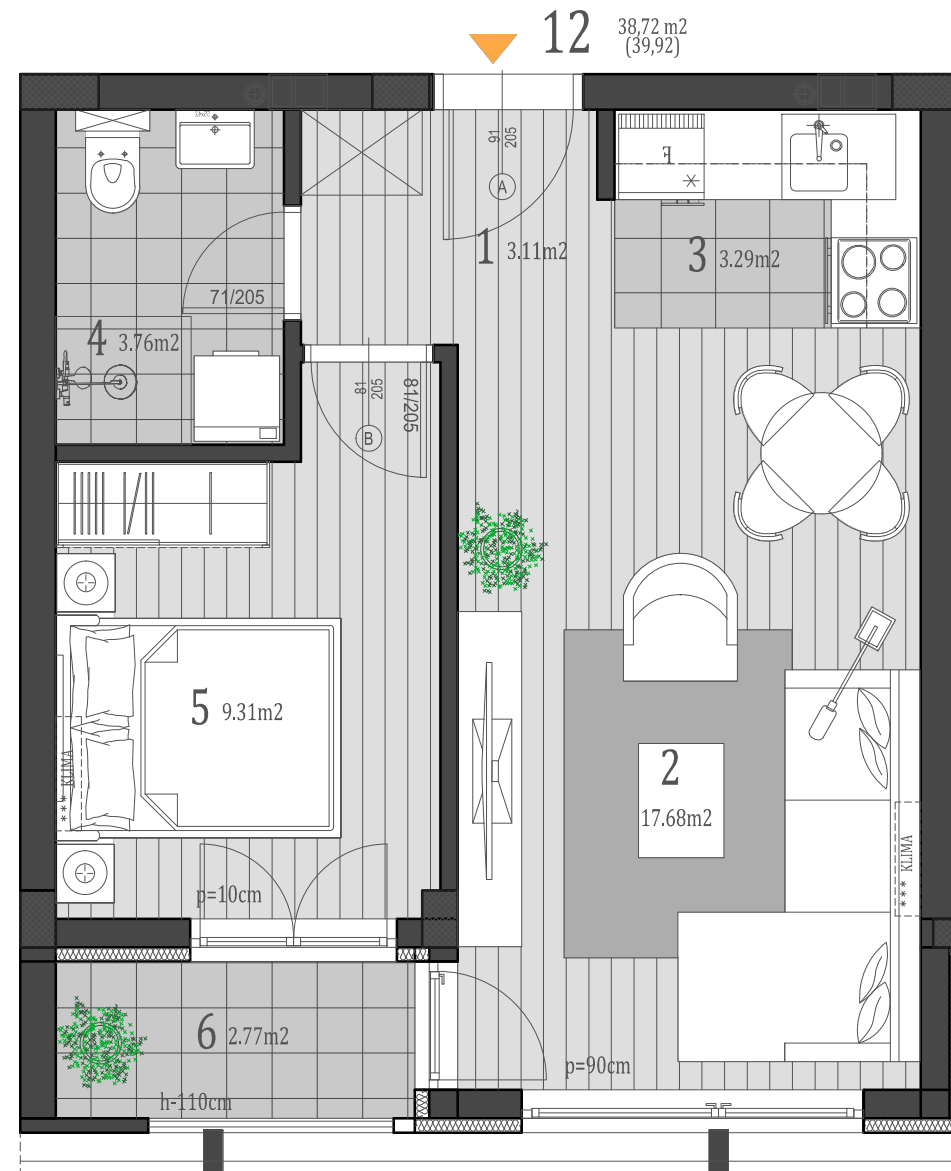 12
38,72 m2
(39,92)
91
205
A
F
1 3.11m2
3 3.29m2
71/205
4 3.76m2
81
205
81/205
B
5 9.31m2
*** KLIMA
2
17.68m2
*** KLIMA
p=10cm
6 2.77m2
p=90cm
h-110cm